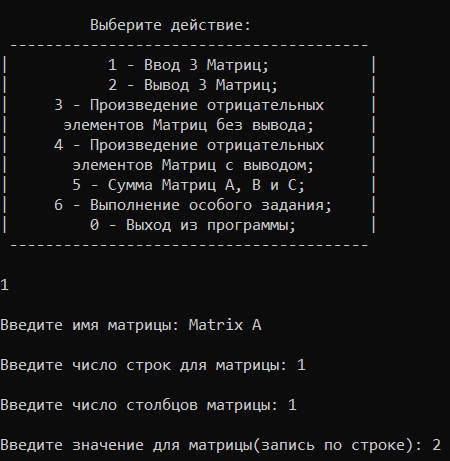 Выберите действие:
----------------------------------------
| 1 - Ввод 3 Матриц; |
| 2 - Вывод 3 Матриц; |
| 3 - Произведение отрицательных |
| элементов Матриц без вывода; |
| 4 - Произведение отрицательных |
| элементов Матриц с выводом; |
| 5 - Сумма Матриц А, В и С; |
| 6 - Выполнение особого задания; |
| 0 - Выход из программы; |
----------------------------------------
1
Введите имя матрицы: Matrix A
Введите число строк для матрицы: 1
Введите число столбцов матрицы: 1
Введите значение для матрицы(запись по строке): 2